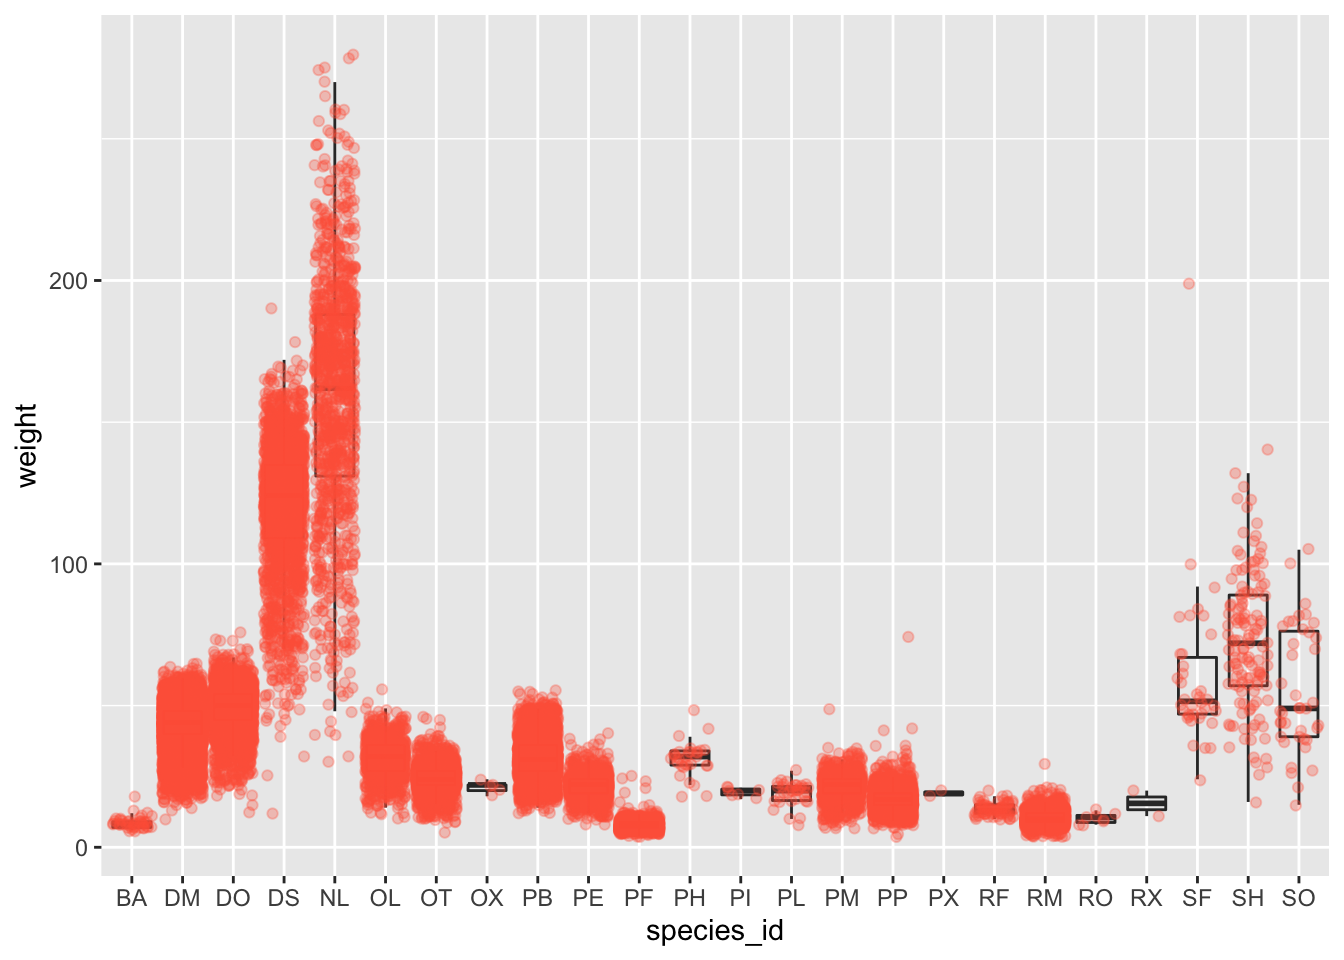 weight
200
100
0
BA DM DO DS NL OL OT OX PB PE PF PH PI PL PM PP PX RF RM RO RX SF SH SO
species_id